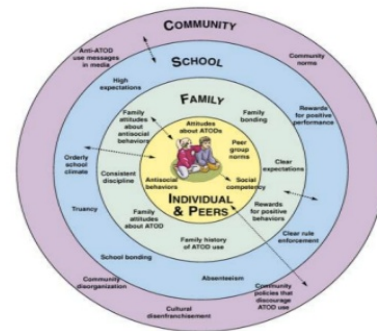 COMMUNITY
Anti-ATOD
use messages
in media
Community
norms
SCHOOL
High
expectations
Rewards
for positive
performance
FAMILY
Family
attitudes
about
antisocial
behaviors
Attitudes
about ATODs
Family
bonding
Peer
group
norms
Orderly
school
climate
Consistent
discipline
Clear
expectations
Antisocial
behaviors
Social
competency
INDIVIDUAL
& PEERS
Truancy
Family
attitudes
about ATOD
Rewards
for positive
behaviors
Clear rule
enforcement
Family history
of ATOD use
School bonding
Absenteeism
Community
disorganization
Community
policies that
discourage
ATOD use
Cultural
disenfranchisement